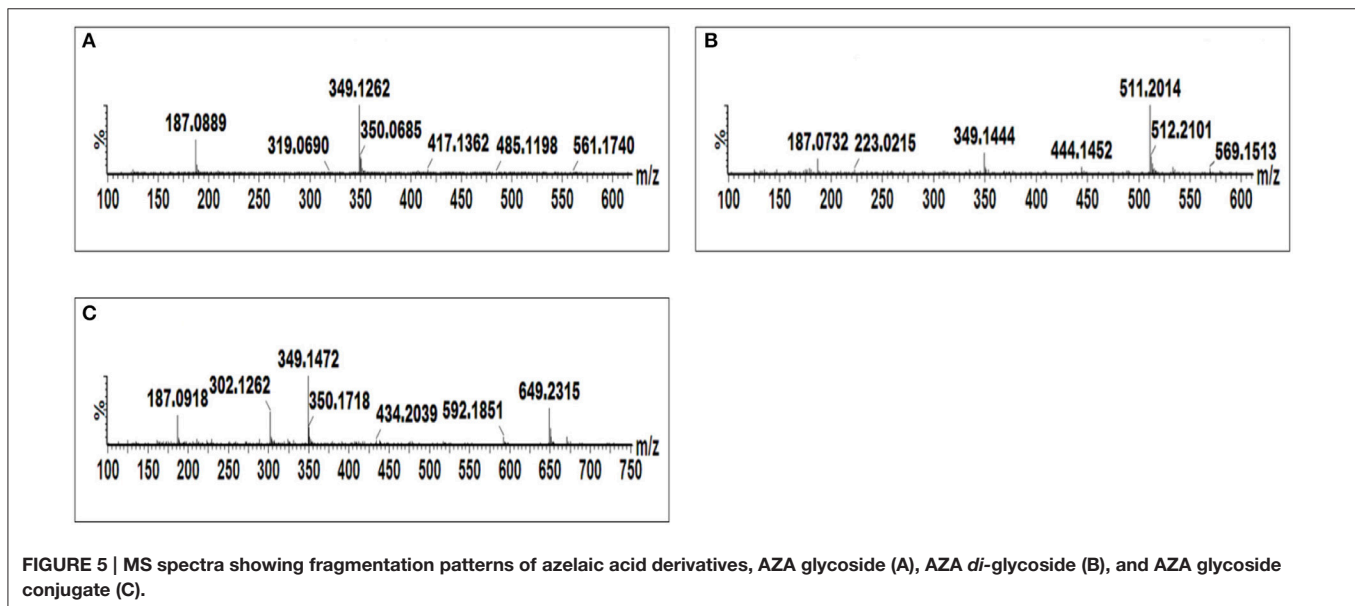 A
349.1262
187.0889
350.0685
319.0690
417.1362
485.1198
561.1740
%
m/z
100 150 200 250 300 350 400 450 500 550 600
B
511.2014
187.0732
223.0215
349.1444
444.1452
512.2101
569.1513
%
m/z
100 150 200 250 300 350 400 450 500 550 600
C
349.1472
302.1262
187.0918
350.1718
434.2039
592.1851
649.2315
%
m/z
100 150 200 250 300 350 400 450 500 550 600 650 700 750
FIGURE 5 | MS spectra showing fragmentation patterns of azelaic acid derivatives, AZA glycoside (A), AZA di-glycoside (B), and AZA glycoside
conjugate (C).